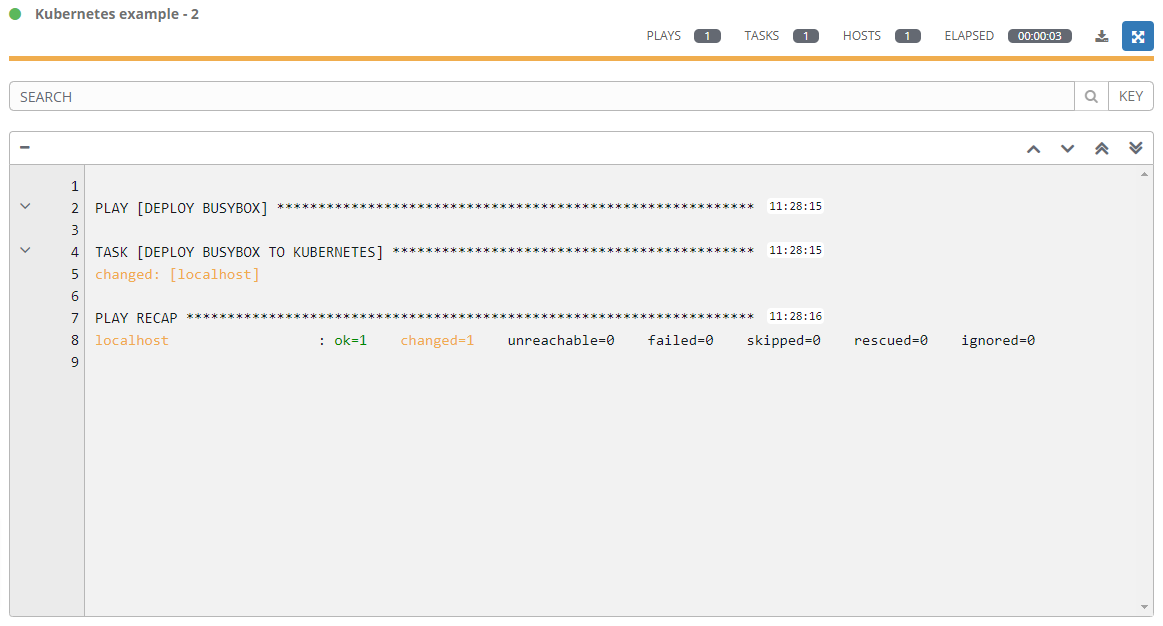 Kubernetes example - 2
PLAYS 1 TASKS 1 HOSTS 1 ELAPSED 00:00:03
SEARCH KEY
1
2 PLAY [DEPLOY BUSYBOX] ********************************************************** 11:28:15
3
4 TASK [DEPLOY BUSYBOX TO KUBERNETES] ******************************************** 11:28:15
5 changed: [localhost]
6
7 PLAY RECAP ********************************************************************* 11:28:16
8 localhost : ok=1 changed=1 unreachable=0 failed=0 skipped=0 rescued=0 ignored=0
9